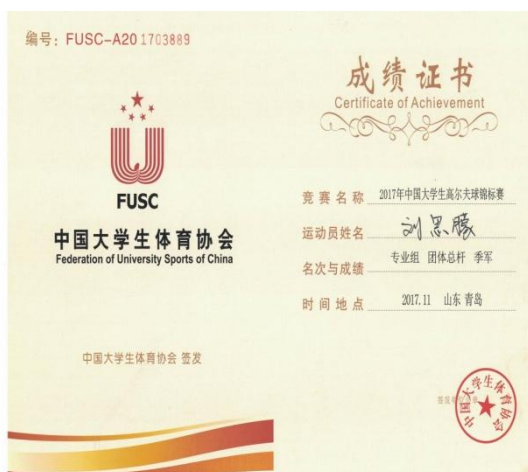 编号：FUSC-A201703889
FUSC
中国大学生体育协会
Federation of University Sports of China
中国大学生体育协会 签发
成绩证书
Certificate of Achievement
竞赛名称 2017年中国大学生高尔夫球锦标赛
运动员姓名 刘思朦
名次与成绩 专业组 团体总杆 季军
时间地点 2017.11 山东 青岛
中国大学生体育协会